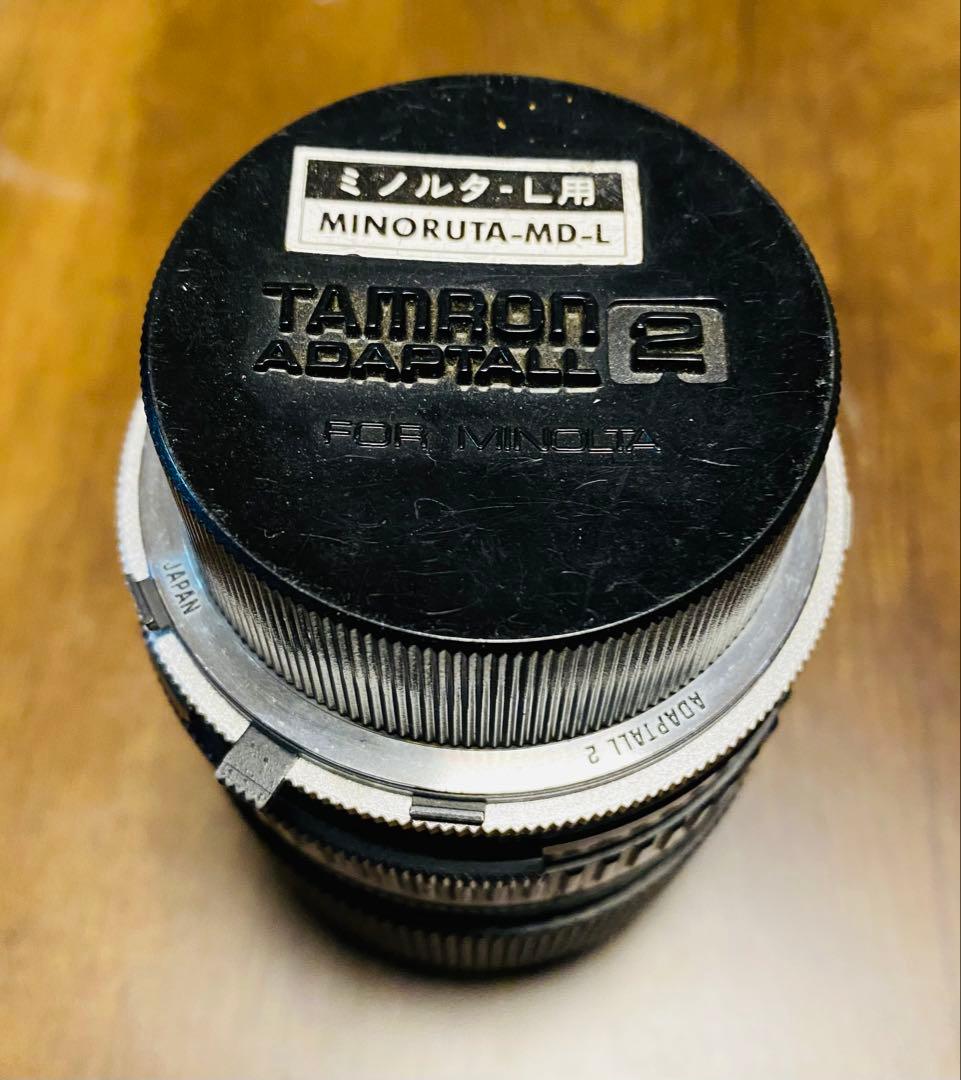 ミノルタ-L用
MINORUTA-MD-L
TAMRON
ADAPTALL 2
FOR MINOLTA
JAPAN
ADAPTALL 2